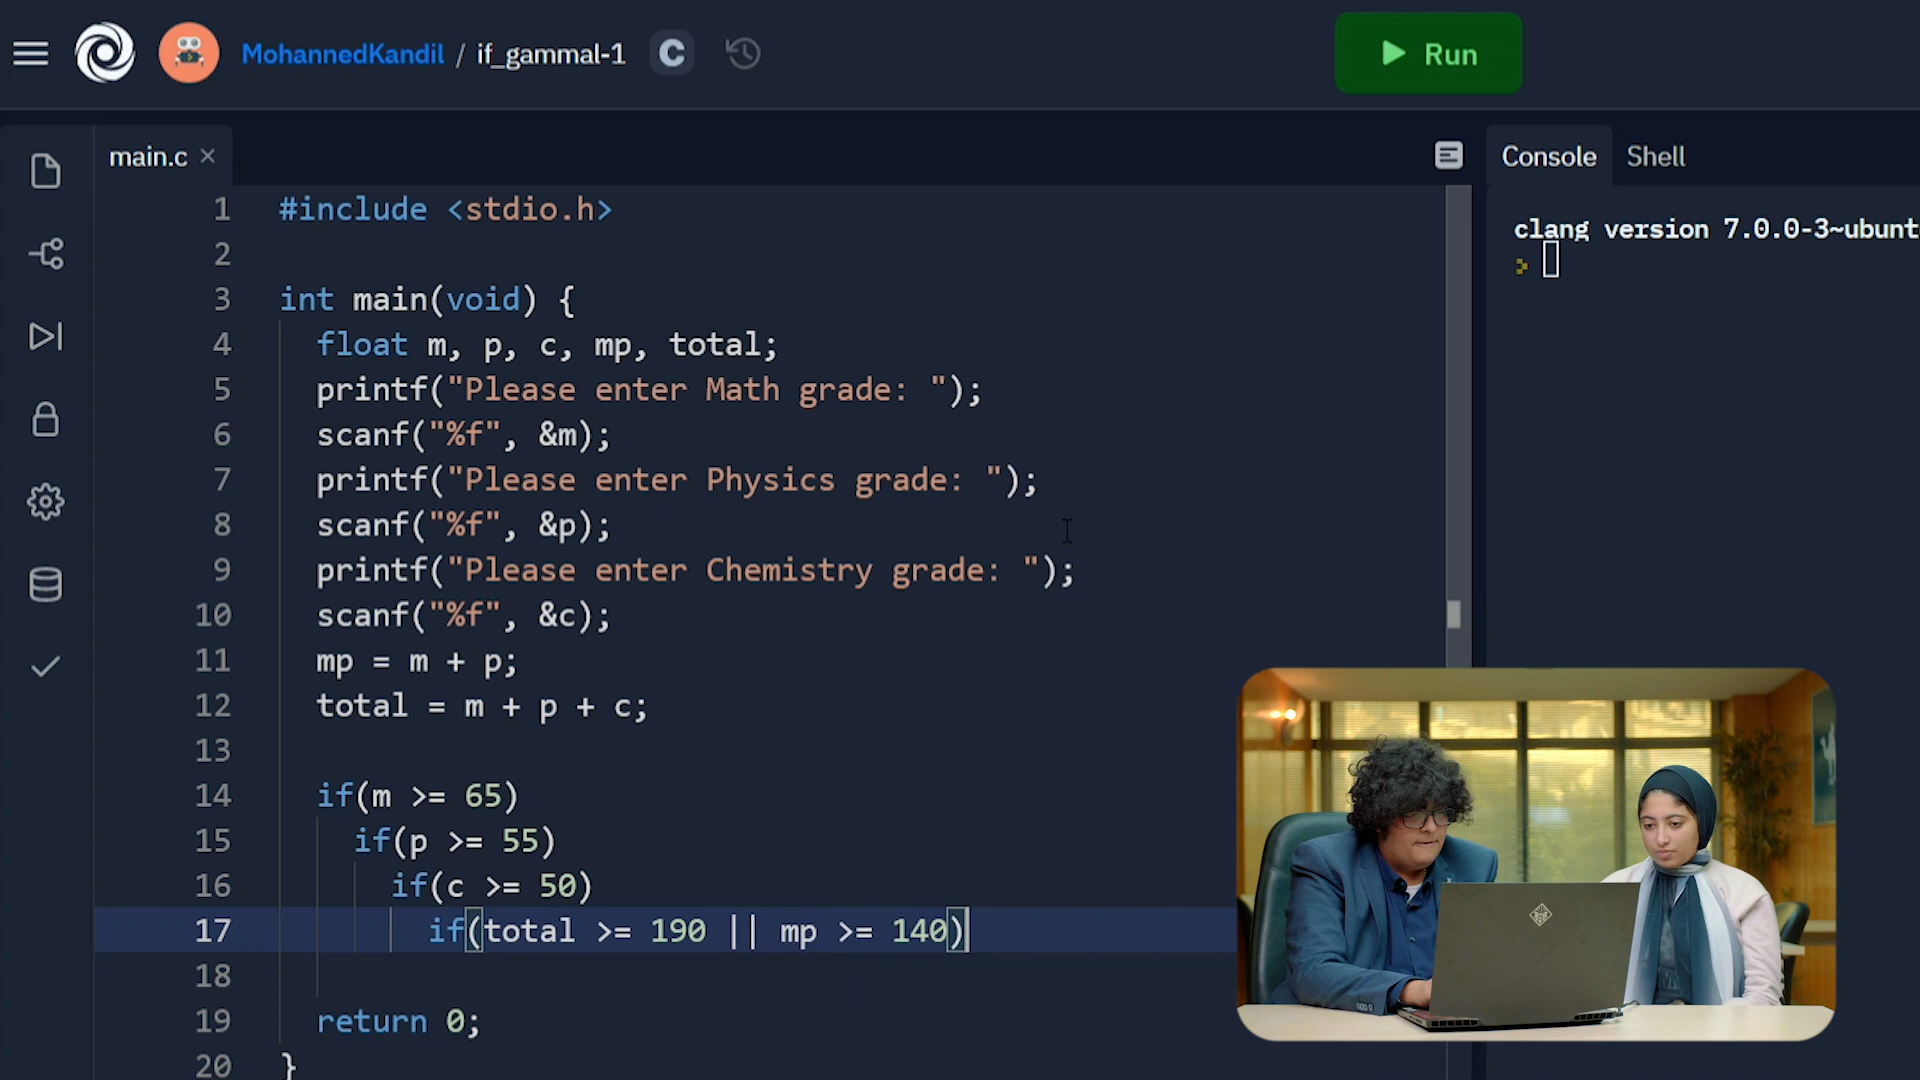 MohannedKandil / if_gammal-1 C
Run
main.c ×
Console Shell
1 #include <stdio.h>
2
3 int main(void) {
4 float m, p, c, mp, total;
5 printf("Please enter Math grade: ");
6 scanf("%f", &m);
7 printf("Please enter Physics grade: ");
8 scanf("%f", &p);
9 printf("Please enter Chemistry grade: ");
10 scanf("%f", &c);
11 mp = m + p;
12 total = m + p + c;
13
14 if(m >= 65)
15 if(p >= 55)
16 if(c >= 50)
17 if(total >= 190 || mp >= 140)
18
19 return 0;
20 }
clang version 7.0.0-3~ubunt
>